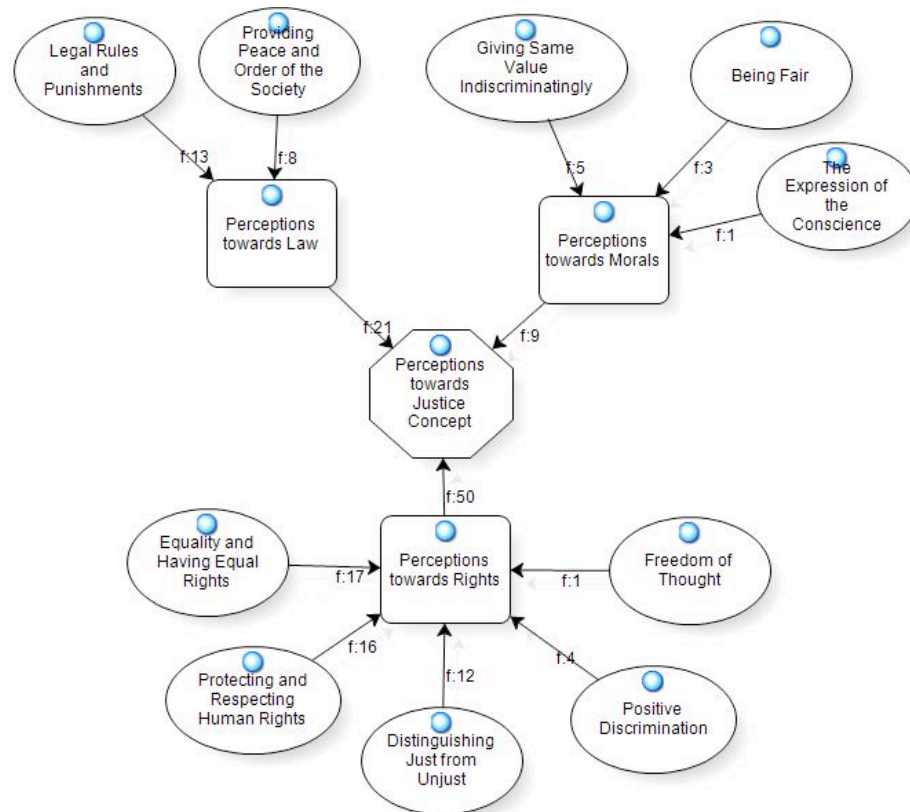 Legal Rules
and
Punishments
Providing
Peace and
Order of the
Society
Giving Same
Value
Indiscriminatingly
Being Fair
The
Expression of
the
Conscience
f:13
f:8
f:5
f:3
f:1
Perceptions
towards Law
Perceptions
towards Morals
f:21
f:9
Perceptions
towards
Justice
Concept
f:50
Equality and
Having Equal
Rights
f:17
Perceptions
towards Rights
f:1
Freedom of
Thought
f:16
f:12
f:4
Protecting and
Respecting
Human Rights
Distinguishing
Just from
Unjust
Positive
Discrimination